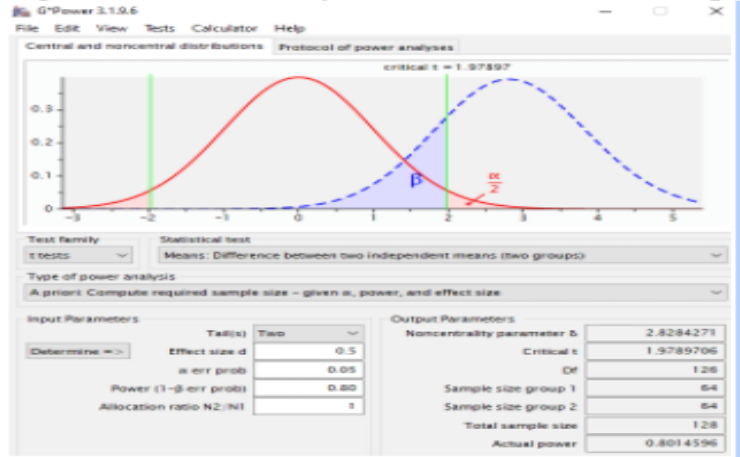 G*Power 3.1.9.6
File Edit View Tests Calculator Help
Central and noncentral distributions Protocol of power analyses
critical t = 1.97897
0.3
0.2
0.1
0
β
α
2
-3 -2 -1 0 1 2 3 4 5
Test family Statistical test
t tests Means: Difference between two independent means (two groups)
Type of power analysis
A priori: Compute required sample size – given α, power, and effect size
Input Parameters Output Parameters
Tail(s) Two Noncentrality parameter δ 2.8284271
Determine => Effect size d 0.5 Critical t 1.9789706
α err prob 0.05 Df 126
Power (1-β err prob) 0.80 Sample size group 1 64
Allocation ratio N2/N1 1 Sample size group 2 64
Total sample size 128
Actual power 0.8014596